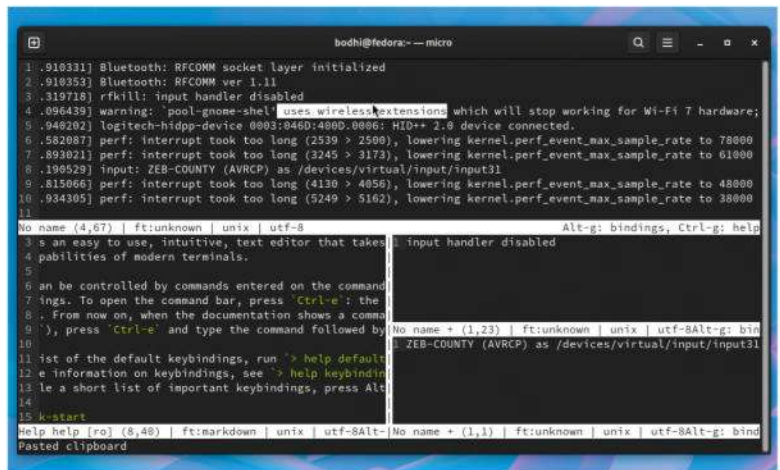 bodhi@fedora:~ — micro
1 .910331] Bluetooth: RFCOMM socket layer initialized
2 .910353] Bluetooth: RFCOMM ver 1.11
3 .319718] rfkill: input handler disabled
4 .096439] warning: `pool-gnome-shel' uses wireless extensions which will stop working for Wi-Fi 7 hardware;
5 .940202] logitech-hidpp-device 0003:046D:400D.0006: HID++ 2.0 device connected.
6 .582087] perf: interrupt took too long (2539 > 2500), lowering kernel.perf_event_max_sample_rate to 78000
7 .893021] perf: interrupt took too long (3245 > 3173), lowering kernel.perf_event_max_sample_rate to 61000
8 .190529] input: ZEB-COUNTY (AVRCP) as /devices/virtual/input/input31
9 .815066] perf: interrupt took too long (4130 > 4056), lowering kernel.perf_event_max_sample_rate to 48000
10 .934305] perf: interrupt took too long (5249 > 5162), lowering kernel.perf_event_max_sample_rate to 38000
11
No name (4,67) | ft:unknown | unix | utf-8 Alt-g: bindings, Ctrl-g: help
3 s an easy to use, intuitive, text editor that takes
4 pabilities of modern terminals.
5
6 an be controlled by commands entered on the command
7 ings. To open the command bar, press `Ctrl-e`: the
8 . From now on, when the documentation shows a comma
9 `), press `Ctrl-e` and type the command followed by
10
11 ist of the default keybindings, run `> help default
12 e information on keybindings, see `> help keybindin
13 le a short list of important keybindings, press Alt
14
15 k-start
Help help [ro] (8,40) | ft:markdown | unix | utf-8Alt-
1 input handler disabled
No name + (1,23) | ft:unknown | unix | utf-8Alt-g: bin
1 ZEB-COUNTY (AVRCP) as /devices/virtual/input/input31
No name + (1,1) | ft:unknown | unix | utf-8Alt-g: bind
Pasted clipboard